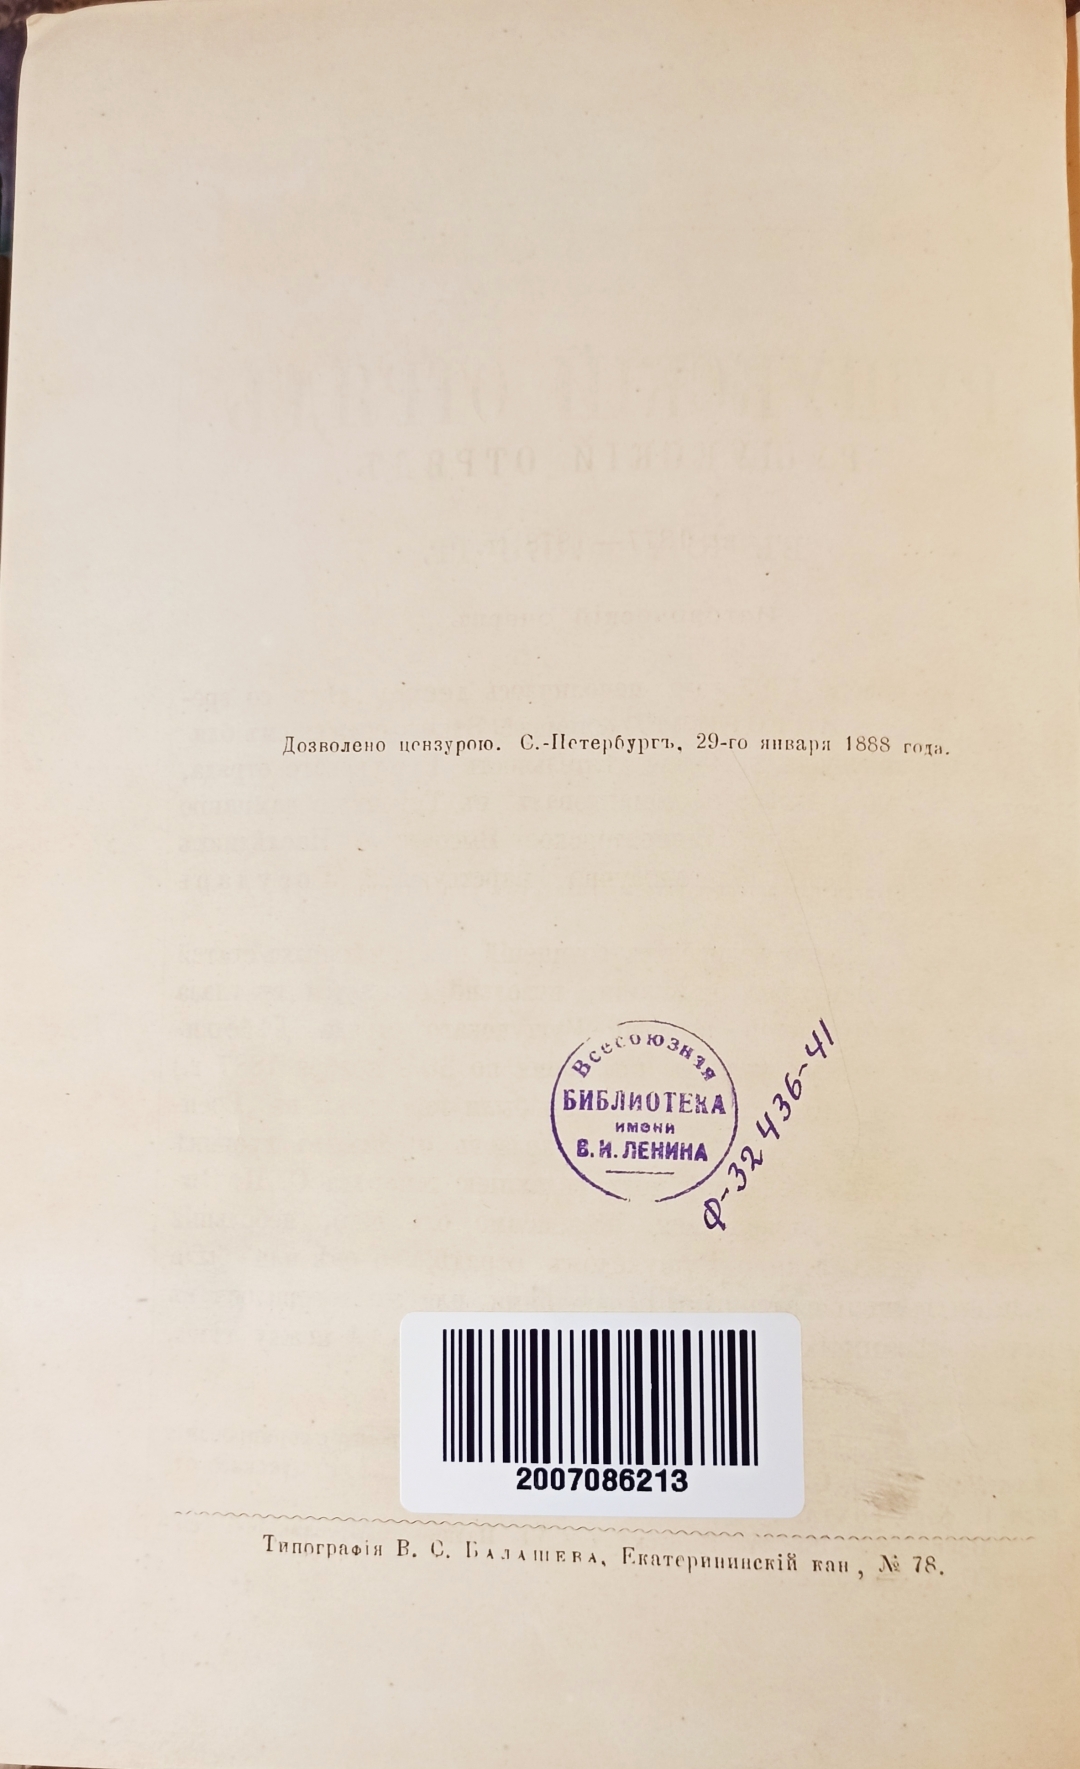 Дозволено цензурою. С.-Петербургъ, 29-го января 1888 года.
Всесоюзная
БИБЛИОТЕКА
имени
В. И. ЛЕНИНА
Ф-32436-41
2007086213
Типографія В. С. Балашева, Екатерининскій кан, № 78.